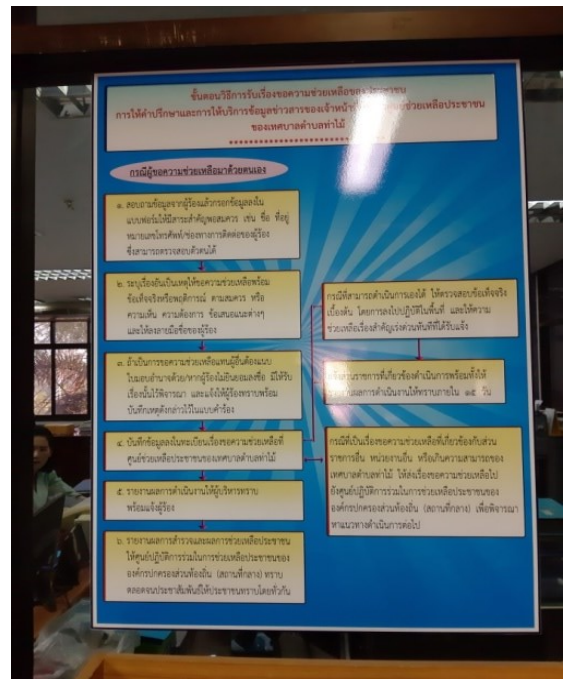 ขั้นตอนวิธีการรับเรื่องขอความช่วยเหลือของประชาชน
การให้คำปรึกษาและการให้บริการข้อมูลข่าวสารของเจ้าหน้าที่ ช่วยเหลือประชาชน
ของเทศบาลตำบลท่าไม้
กรณีผู้ขอความช่วยเหลือมาด้วยตนเอง
๑. สอบถามข้อมูลจากผู้ร้องแล้วกรอกข้อมูลลงใน
แบบฟอร์มให้มีสาระสำคัญพอสมควร เช่น ชื่อ ที่อยู่
หมายเลขโทรศัพท์/ช่องทางการติดต่อของผู้ร้อง
ซึ่งสามารถตรวจสอบตัวตนได้
๒. ระบุเรื่องอันเป็นเหตุให้ขอความช่วยเหลือพร้อม
ข้อเท็จจริงหรือพฤติการณ์ ตามสมควร หรือ
ความเห็น ความต้องการ ข้อเสนอแนะต่างๆ
และให้ลงลายมือชื่อของผู้ร้อง
๓. ถ้าเป็นการขอความช่วยเหลือแทนผู้อื่นต้องแนบ
ใบมอบอำนาจด้วย/หากผู้ร้องไม่ยินยอมลงชื่อ มิให้รับ
เรื่องนั้นไว้พิจารณา และแจ้งให้ผู้ร้องทราบพร้อม
บันทึกเหตุดังกล่าวไว้ในแบบคำร้อง
๔. บันทึกข้อมูลลงในทะเบียนเรื่องขอความช่วยเหลือที่
ศูนย์ช่วยเหลือประชาชนของเทศบาลตำบลท่าไม้
๕. รายงานผลการดำเนินงานให้ผู้บริหารทราบ
พร้อมแจ้งผู้ร้อง
๖. รายงานผลการสำรวจและผลการช่วยเหลือประชาชน
ให้ศูนย์ปฏิบัติการร่วมในการช่วยเหลือประชาชนของ
องค์กรปกครองส่วนท้องถิ่น (สถานที่กลาง) ทราบ
ตลอดจนประชาสัมพันธ์ให้ประชาชนทราบโดยทั่วกัน
กรณีที่สามารถดำเนินการเองได้ ให้ตรวจสอบข้อเท็จจริง
เบื้องต้น โดยการลงไปปฏิบัติในพื้นที่ และให้ความ
ช่วยเหลือเรื่องสำคัญเร่งด่วนทันทีที่ได้รับแจ้ง
ส่วนราชการที่เกี่ยวข้องดำเนินการพร้อมทั้งให้
ผลการดำเนินงานให้ทราบภายใน ๑๕ วัน
กรณีที่เป็นเรื่องขอความช่วยเหลือที่เกี่ยวข้องกับส่วน
ราชการอื่น หน่วยงานอื่น หรือเกินความสามารถของ
เทศบาลตำบลท่าไม้ ให้ส่งเรื่องขอความช่วยเหลือไป
ยังศูนย์ปฏิบัติการร่วมในการช่วยเหลือประชาชนของ
องค์กรปกครองส่วนท้องถิ่น (สถานที่กลาง) เพื่อพิจารณา
หาแนวทางดำเนินการต่อไป